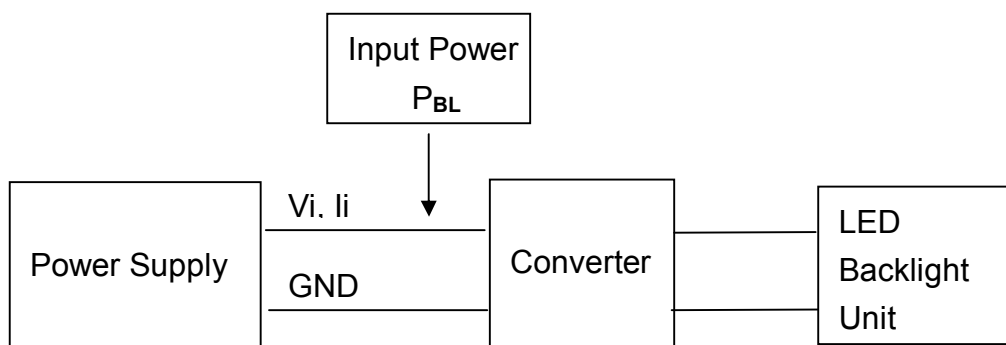 Input Power
PBL
Power Supply
Vi, Ii
GND
Converter
LED
Backlight
Unit